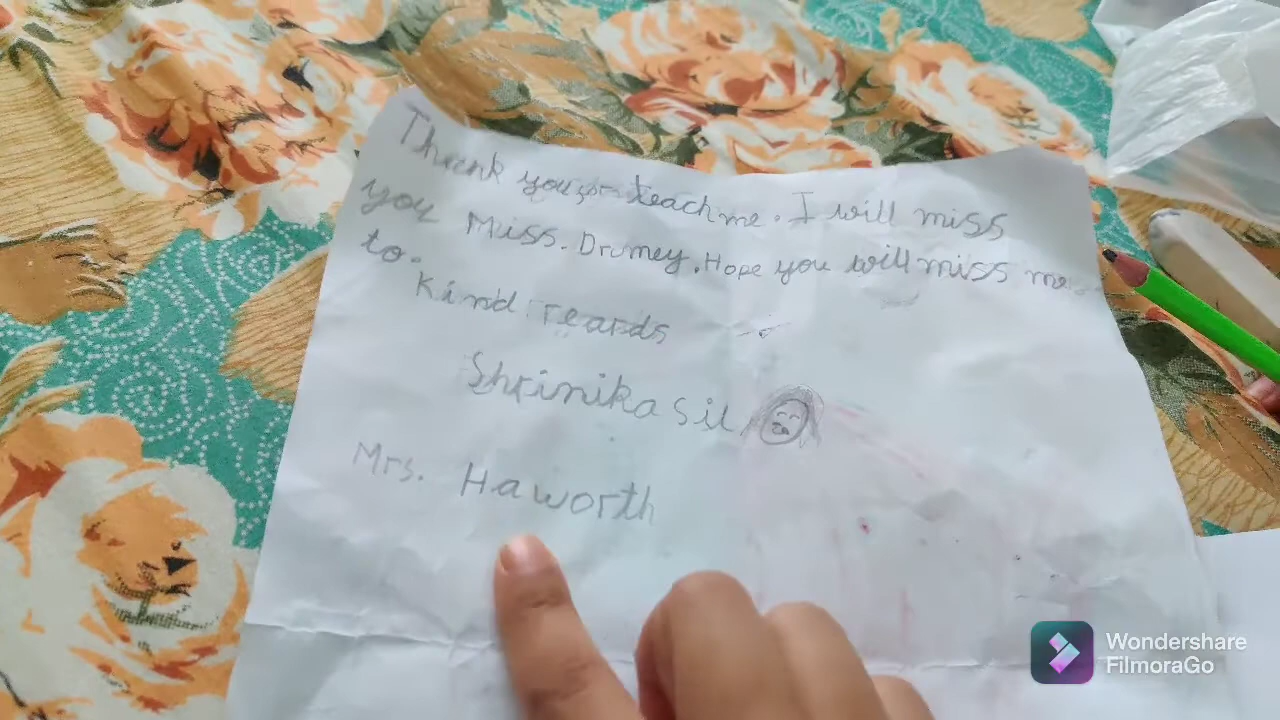 Thank you for teach me. I will miss
you Miss. Drumey. Hope you will miss me
to.
Kind reards
Shrinika sil
Mrs. Haworth
Wondershare
FilmoraGo